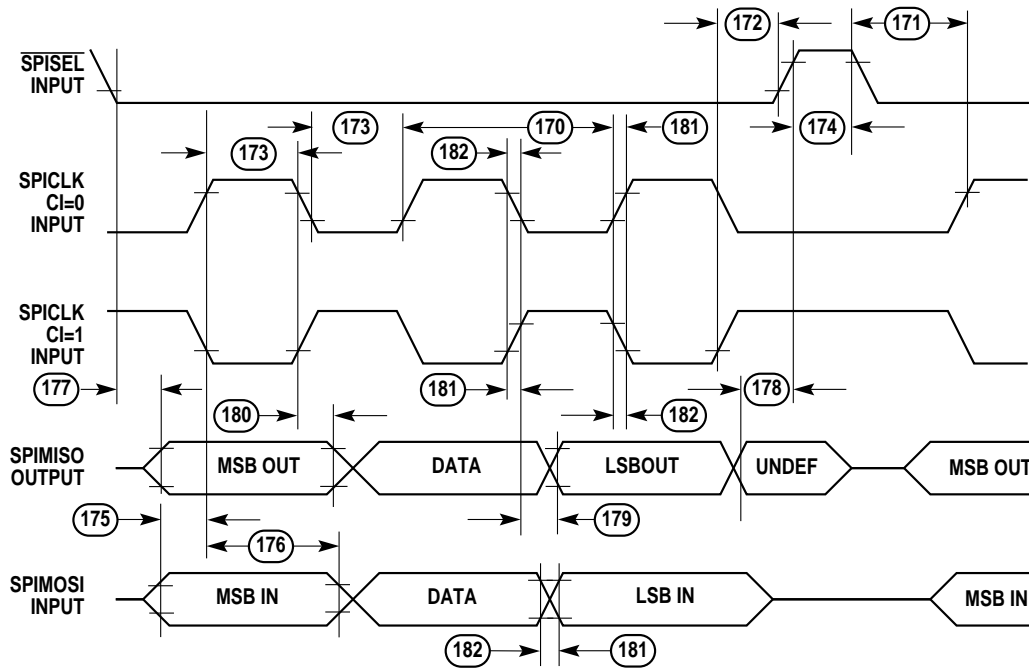 172
171
SPISEL
INPUT
173
170
181
174
173
182
SPICLK
CI=0
INPUT
SPICLK
CI=1
INPUT
177
181
178
180
182
SPIMISO
OUTPUT
MSB OUT
DATA
LSBOUT
UNDEF
MSB OUT
175
179
176
SPIMOSI
INPUT
MSB IN
DATA
LSB IN
MSB IN
182
181